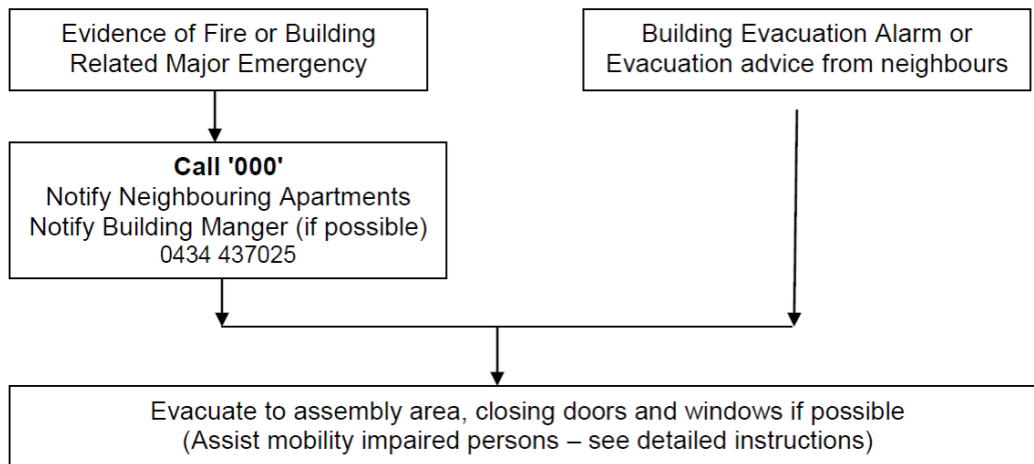 Evidence of Fire or Building
Related Major Emergency
Building Evacuation Alarm or
Evacuation advice from neighbours
Call '000'
Notify Neighbouring Apartments
Notify Building Manger (if possible)
0434 437025
Evacuate to assembly area, closing doors and windows if possible
(Assist mobility impaired persons – see detailed instructions)